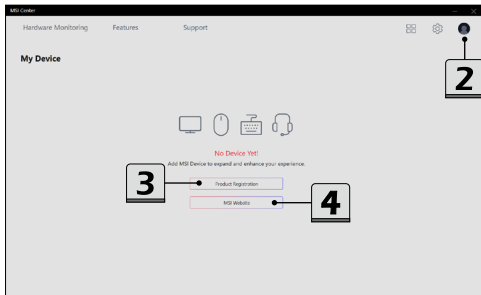 MSI Center
Hardware Monitoring Features Support
My Device
2
No Device Yet!
Add MSI Device to expand and enhance your experience.
3
Product Registration
MSI Website
4